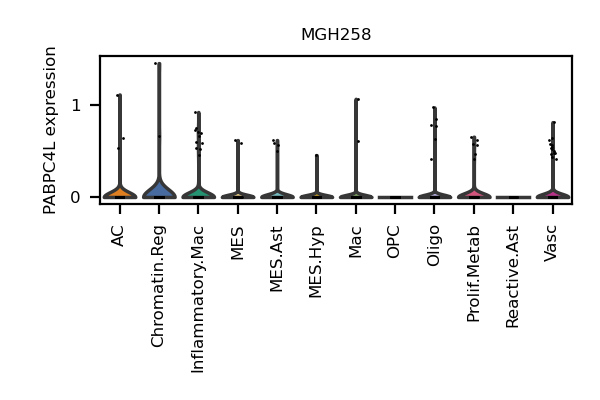 MGH258
PABPC4L expression
1
0
AC
Chromatin.Reg
Inflammatory.Mac
MES
MES.Ast
MES.Hyp
Mac
OPC
Oligo
Prolif.Metab
Reactive.Ast
Vasc